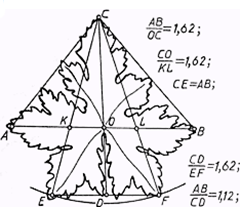 C
AB/OC=1,62;
CO/KL=1,62;
CE=AB;
A K O L B
CD/EF=1,62;
AB/CD=1,12;
E D F